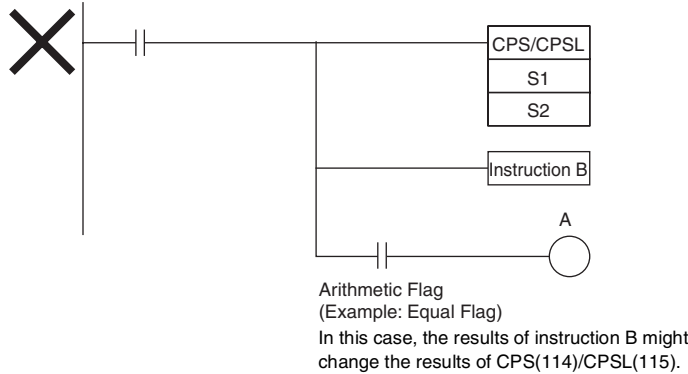 CPS/CPSL
S1
S2
Instruction B
A
Arithmetic Flag
(Example: Equal Flag)
In this case, the results of instruction B might
change the results of CPS(114)/CPSL(115).